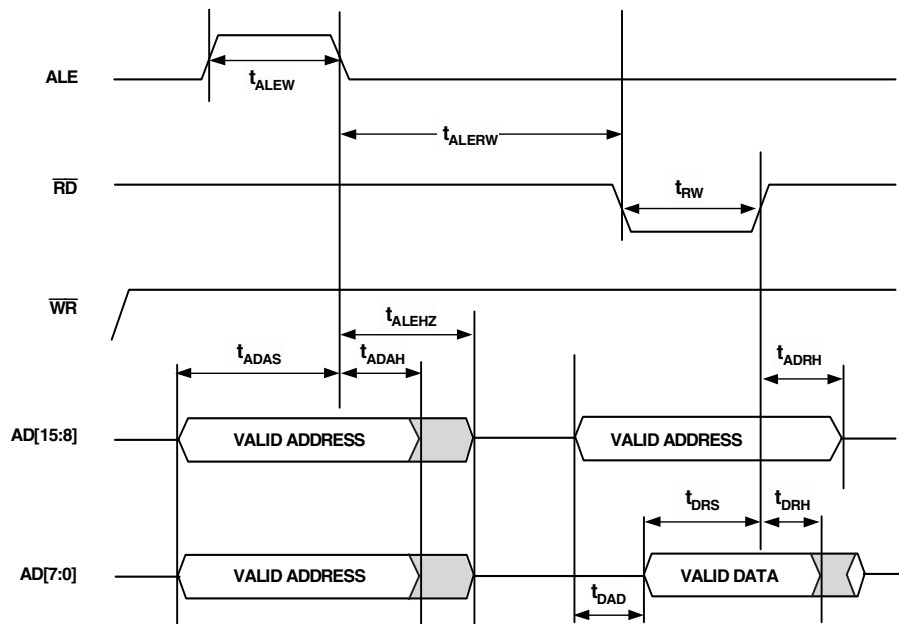 ALE
tALEW
tALERW
RD
tRW
WR
tALEHZ
tADAS
tADAH
tADRH
AD[15:8]
VALID ADDRESS
VALID ADDRESS
tDRS
tDRH
AD[7:0]
VALID ADDRESS
VALID DATA
tDAD